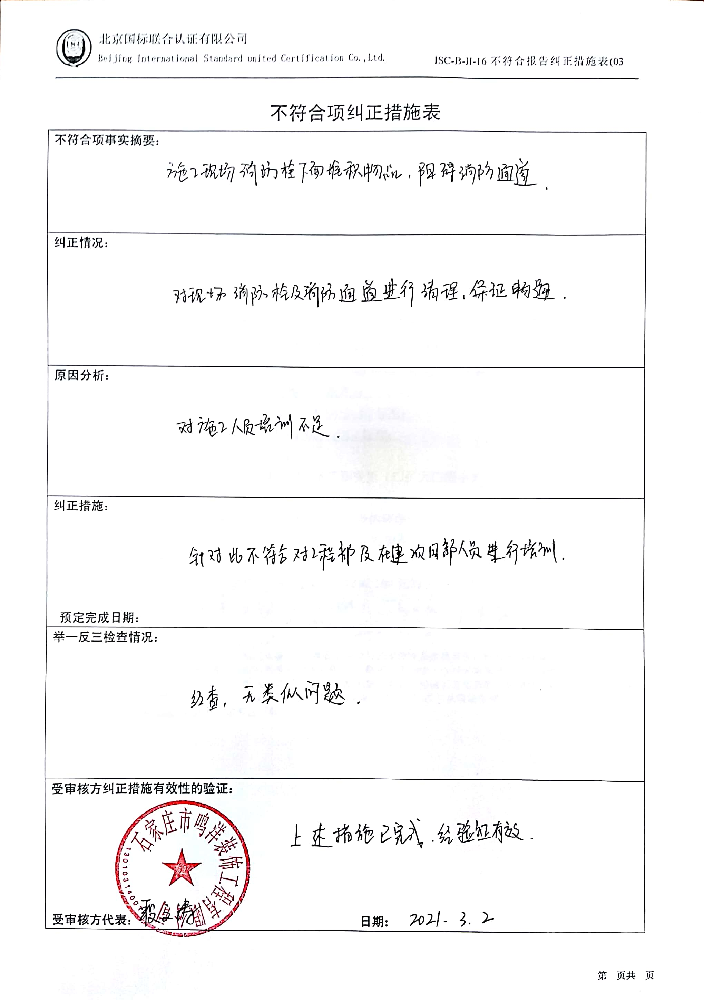 北京国标联合认证有限公司
Beijing International Standard united Certification Co.,Ltd.
ISC-B-II-16 不符合报告纠正措施表(03
不符合项纠正措施表
不符合项事实摘要：
施工现场消防栓下面堆积物品，阻碍消防通道.
纠正情况：
对现场消防栓及消防通道进行清理、保证畅通.
原因分析：
对施工人员培训不足.
纠正措施：
针对此不符合对工程部及在建项目部人员进行培训.
预定完成日期：
举一反三检查情况：
经查，无类似问题.
受审核方纠正措施有效性的验证：
石家庄市鸣洋装饰工程有限公司
上述措施已完成.经验证有效.
受审核方代表：
日期： 2021. 3. 2
第 页共 页